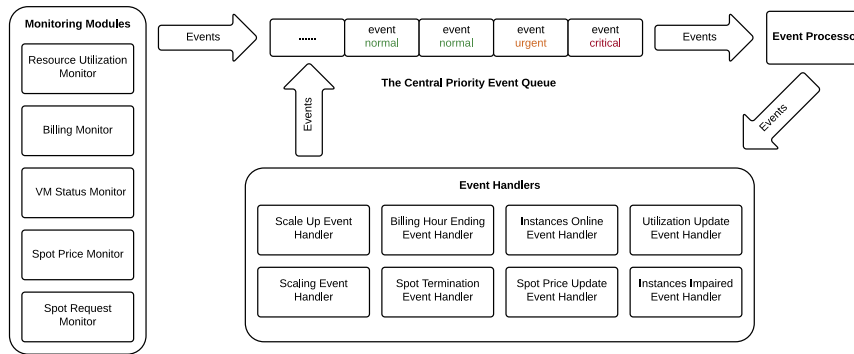 Monitoring Modules
Resource Utilization
Monitor
Billing Monitor
VM Status Monitor
Spot Price Monitor
Spot Request
Monitor
Events
......
event
normal
event
normal
event
urgent
event
critical
The Central Priority Event Queue
Events
Event Processor
Events
Events
Event Handlers
Scale Up Event
Handler
Billing Hour Ending
Event Handler
Instances Online
Event Handler
Utilization Update
Event Handler
Scaling Event
Handler
Spot Termination
Event Handler
Spot Price Update
Event Handler
Instances Impaired
Event Handler